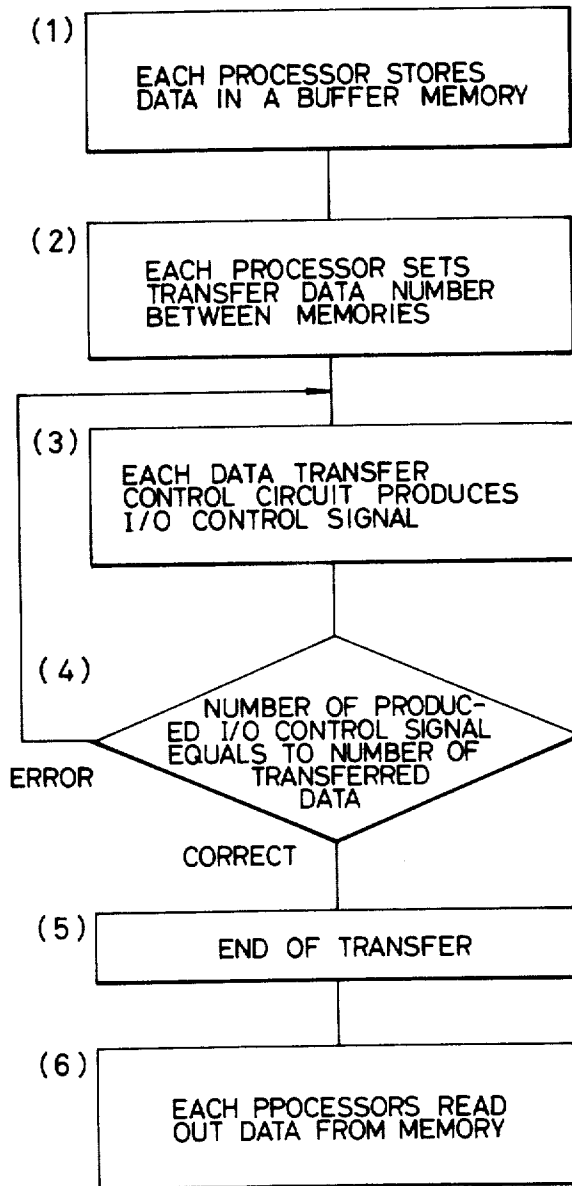 (1)
EACH PROCESSOR STORES
DATA IN A BUFFER MEMORY
(2)
EACH PROCESSOR SETS
TRANSFER DATA NUMBER
BETWEEN MEMORIES
(3)
EACH DATA TRANSFER
CONTROL CIRCUIT PRODUCES
I/O CONTROL SIGNAL
(4)
NUMBER OF PRODUC-
ED I/O CONTROL SIGNAL
EQUALS TO NUMBER OF
TRANSFERRED
DATA
ERROR
CORRECT
(5)
END OF TRANSFER
(6)
EACH PPOCESSORS READ
OUT DATA FROM MEMORY